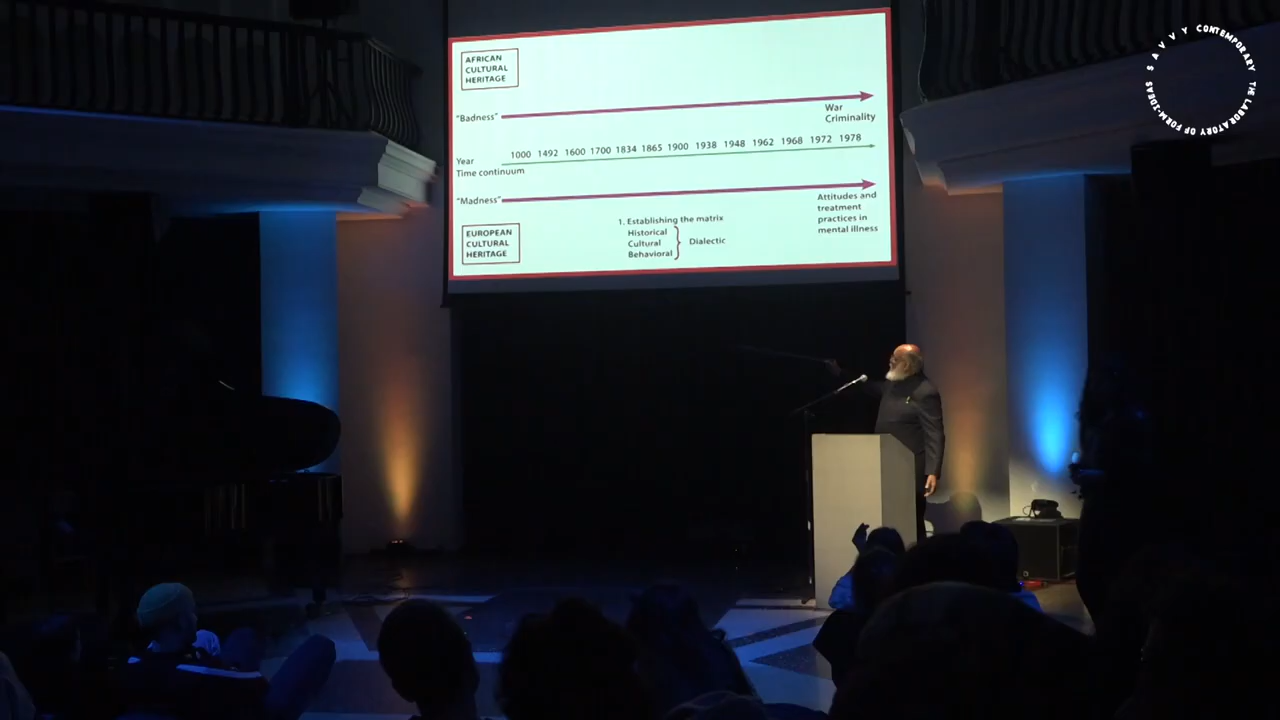 AFRICAN
CULTURAL
HERITAGE
"Badness"
War
Criminality
1000 1492 1600 1700 1834 1865 1900 1938 1948 1962 1968 1972 1978
Year
Time continuum
"Madness"
Attitudes and
treatment
practices in
mental illness
1. Establishing the matrix
Historical
Cultural
Behavioral
Dialectic
EUROPEAN
CULTURAL
HERITAGE
SAVVY CONTEMPORARY THE LABORATORY OF FORM-IDEAS